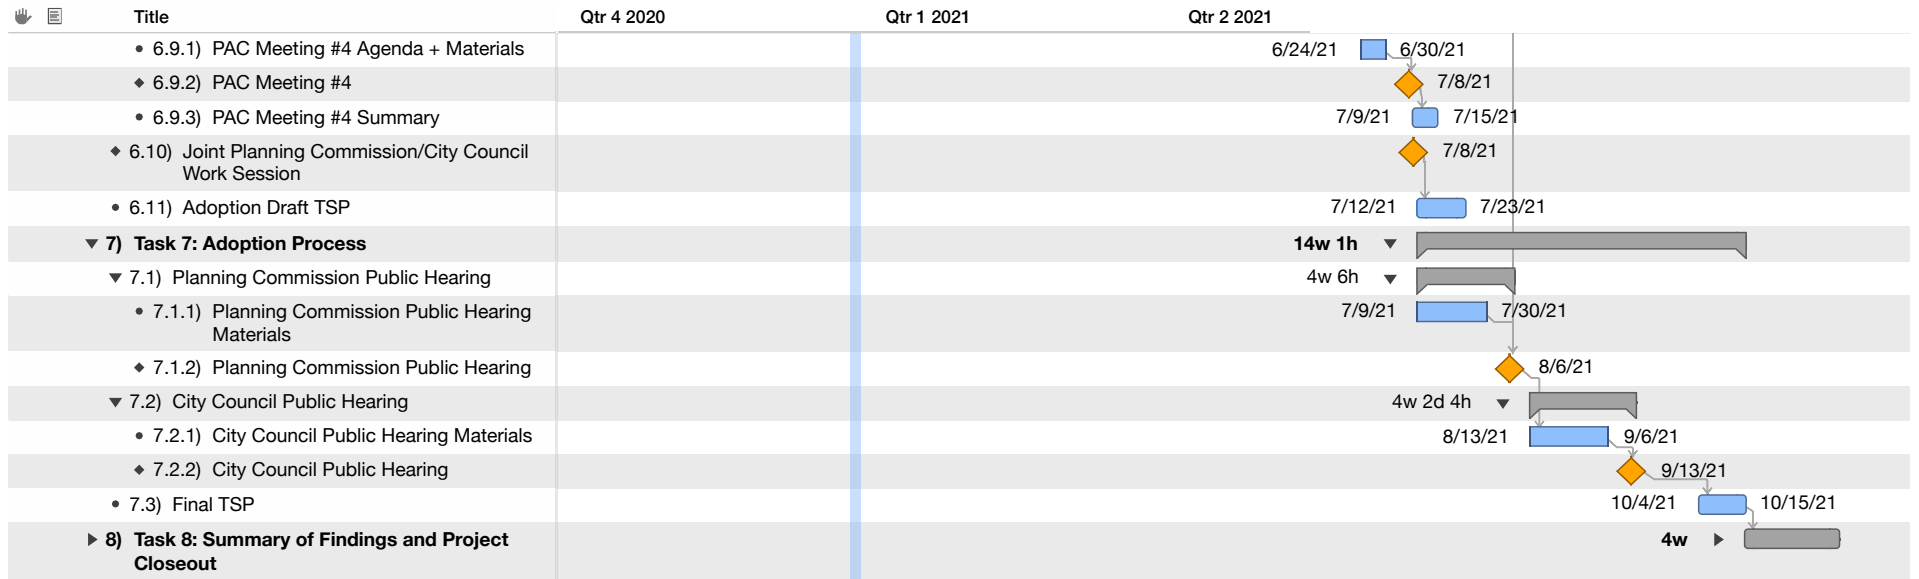 Title Qtr 4 2020 Qtr 1 2021 Qtr 2 2021
6.9.1) PAC Meeting #4 Agenda + Materials 6/24/21 6/30/21
6.9.2) PAC Meeting #4 7/8/21
6.9.3) PAC Meeting #4 Summary 7/9/21 7/15/21
6.10) Joint Planning Commission/City Council 7/8/21
Work Session
6.11) Adoption Draft TSP 7/12/21 7/23/21
7) Task 7: Adoption Process 14w 1h
7.1) Planning Commission Public Hearing 4w 6h
7.1.1) Planning Commission Public Hearing 7/9/21 7/30/21
Materials
7.1.2) Planning Commission Public Hearing 8/6/21
7.2) City Council Public Hearing 4w 2d 4h
7.2.1) City Council Public Hearing Materials 8/13/21 9/6/21
7.2.2) City Council Public Hearing 9/13/21
7.3) Final TSP 10/4/21 10/15/21
8) Task 8: Summary of Findings and Project 4w
Closeout